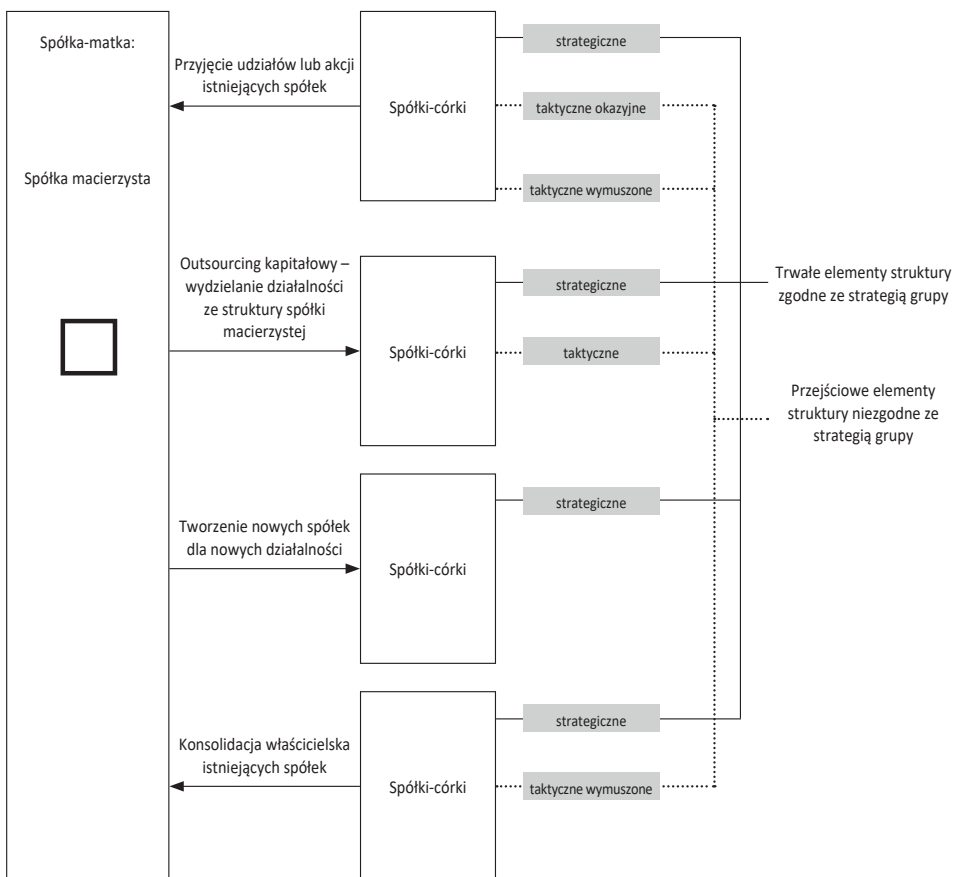 Spółka-matka:
Spółka macierzysta
Przyjęcie udziałów lub akcji
istniejących spółek
Spółki-córki
strategiczne
taktyczne okazyjne
taktyczne wymuszone
Outsourcing kapitałowy –
wydzielanie działalności
ze struktury spółki
macierzystej
Spółki-córki
strategiczne
taktyczne
Trwałe elementy struktury
zgodne ze strategią grupy
Przejściowe elementy
struktury niezgodne ze
strategią grupy
Tworzenie nowych spółek
dla nowych działalności
Spółki-córki
strategiczne
Konsolidacja właścicielska
istniejących spółek
Spółki-córki
strategiczne
taktyczne wymuszone